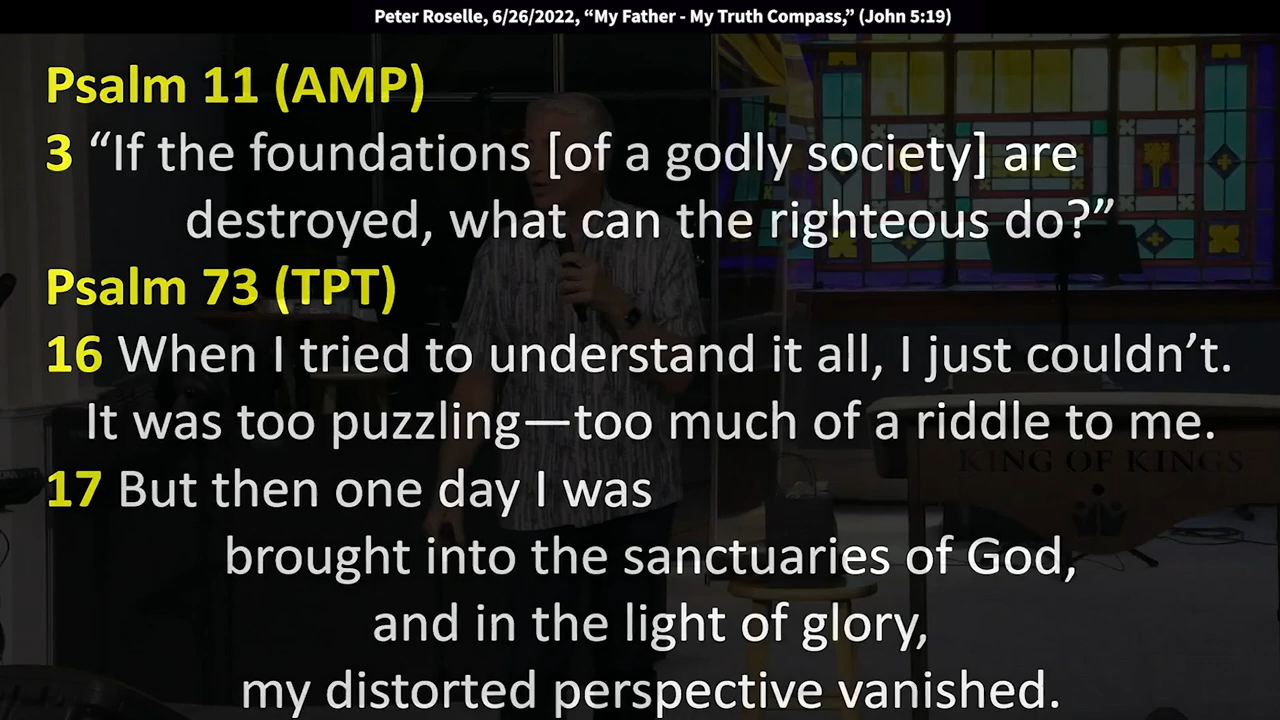 Peter Roselle, 6/26/2022, “My Father - My Truth Compass,” (John 5:19)
Psalm 11 (AMP)
3 “If the foundations [of a godly society] are
destroyed, what can the righteous do?”
Psalm 73 (TPT)
16 When I tried to understand it all, I just couldn’t.
It was too puzzling—too much of a riddle to me.
KING OF KINGS
17 But then one day I was
brought into the sanctuaries of God,
and in the light of glory,
my distorted perspective vanished.